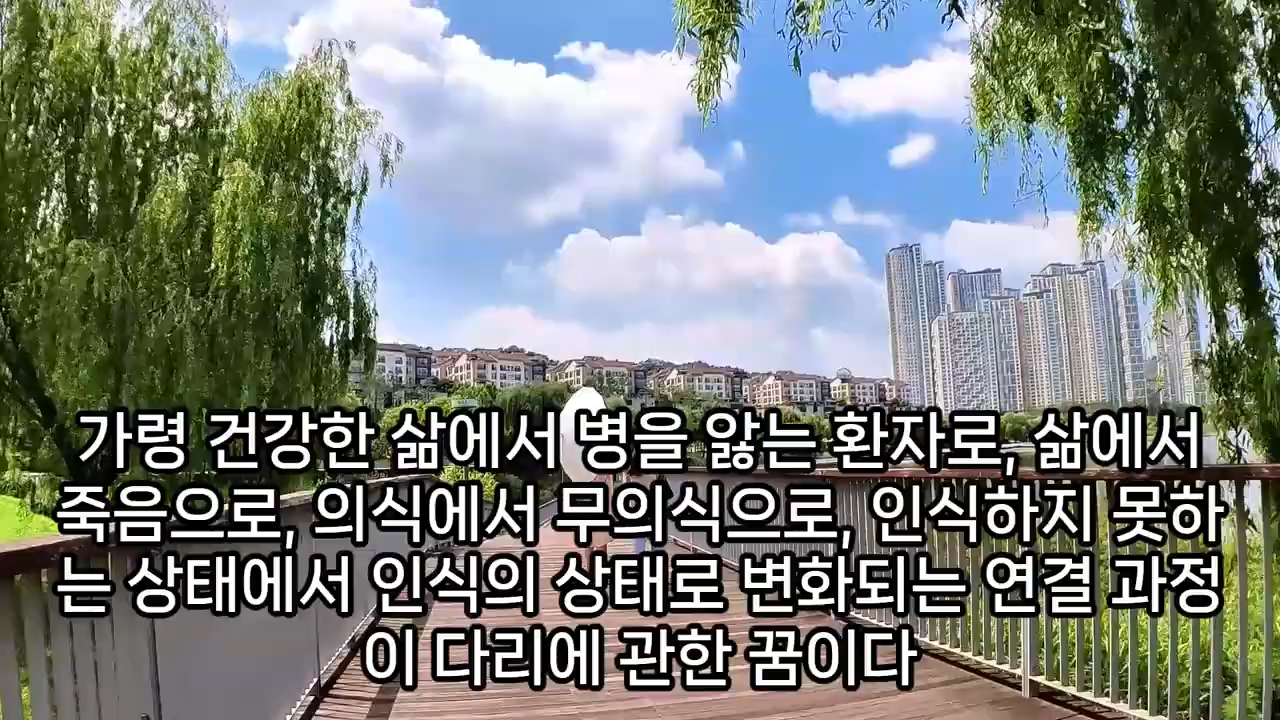 가령 건강한 삶에서 병을 앓는 환자로, 삶에서
죽음으로, 의식에서 무의식으로, 인식하지 못하
는 상태에서 인식의 상태로 변화되는 연결 과정
이 다리에 관한 꿈이다